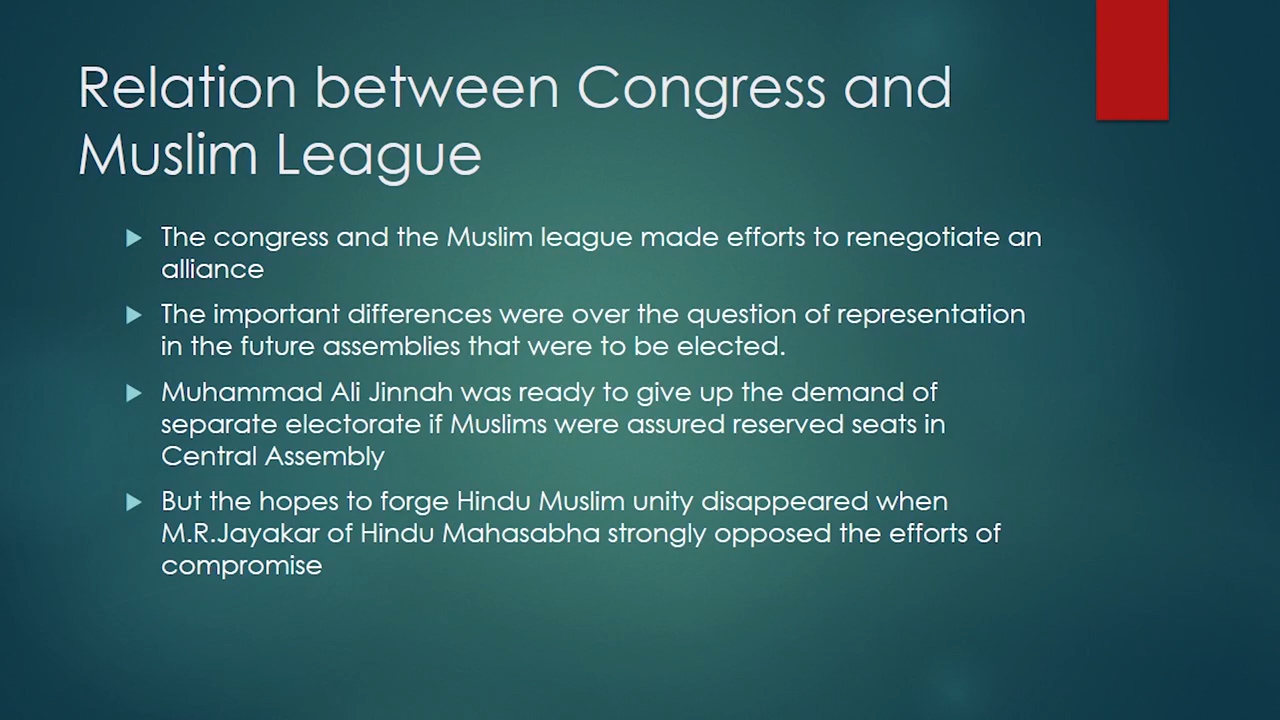 Relation between Congress and
Muslim League
The congress and the Muslim league made efforts to renegotiate an
alliance
The important differences were over the question of representation
in the future assemblies that were to be elected.
Muhammad Ali Jinnah was ready to give up the demand of
separate electorate if Muslims were assured reserved seats in
Central Assembly
But the hopes to forge Hindu Muslim unity disappeared when
M.R.Jayakar of Hindu Mahasabha strongly opposed the efforts of
compromise